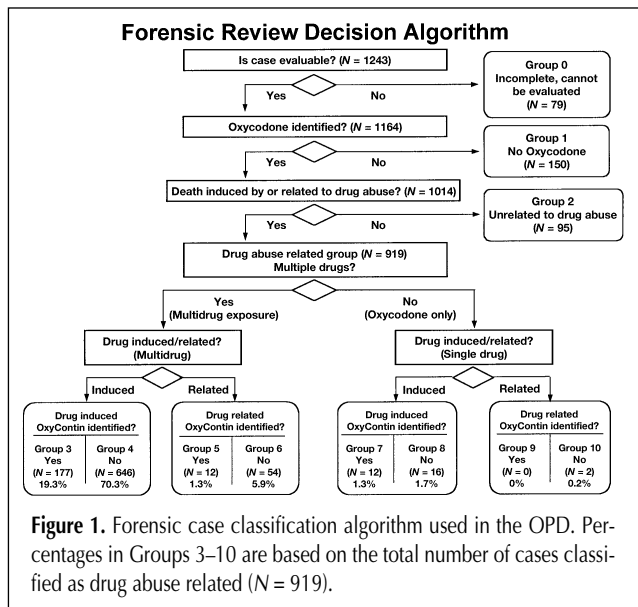 Forensic Review Decision Algorithm
Is case evaluable? (N = 1243)
Yes
No
Group 0
Incomplete, cannot
be evaluated
(N = 79)
Oxycodone identified? (N = 1164)
Yes
No
Group 1
No Oxycodone
(N = 150)
Death induced by or related to drug abuse? (N = 1014)
Yes
No
Group 2
Unrelated to drug abuse
(N = 95)
Drug abuse related group (N = 919)
Multiple drugs?
Yes
(Multidrug exposure)
No
(Oxycodone only)
Drug induced/related?
(Multidrug)
Induced
Related
Drug induced/related?
(Single drug)
Induced
Related
Drug induced
OxyContin identified?
Group 3
Yes
(N = 177)
19.3%
Group 4
No
(N = 646)
70.3%
Drug related
OxyContin identified?
Group 5
Yes
(N = 12)
1.3%
Group 6
No
(N = 54)
5.9%
Drug induced
OxyContin identified?
Group 7
Yes
(N = 12)
1.3%
Group 8
No
(N = 16)
1.7%
Drug related
OxyContin identified?
Group 9
Yes
(N = 0)
0%
Group 10
No
(N = 2)
0.2%
Figure 1. Forensic case classification algorithm used in the OPD. Per-
centages in Groups 3–10 are based on the total number of cases classi-
fied as drug abuse related (N = 919).